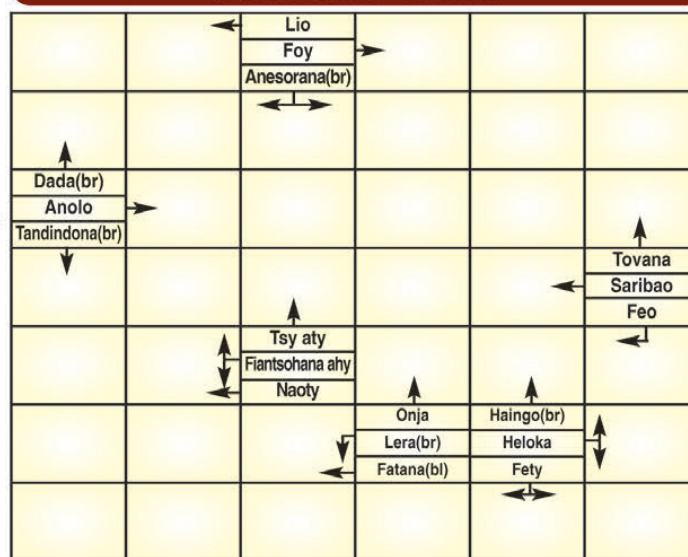 Lio
Foy
Anesorana(br)
Dada(br)
Anolo
Tandindona(br)
Tovana
Saribao
Feo
Tsy aty
Fiantsohana ahy
Naoty
Onja
Lera(br)
Fatana(bl)
Haingo(br)
Heloka
Fety